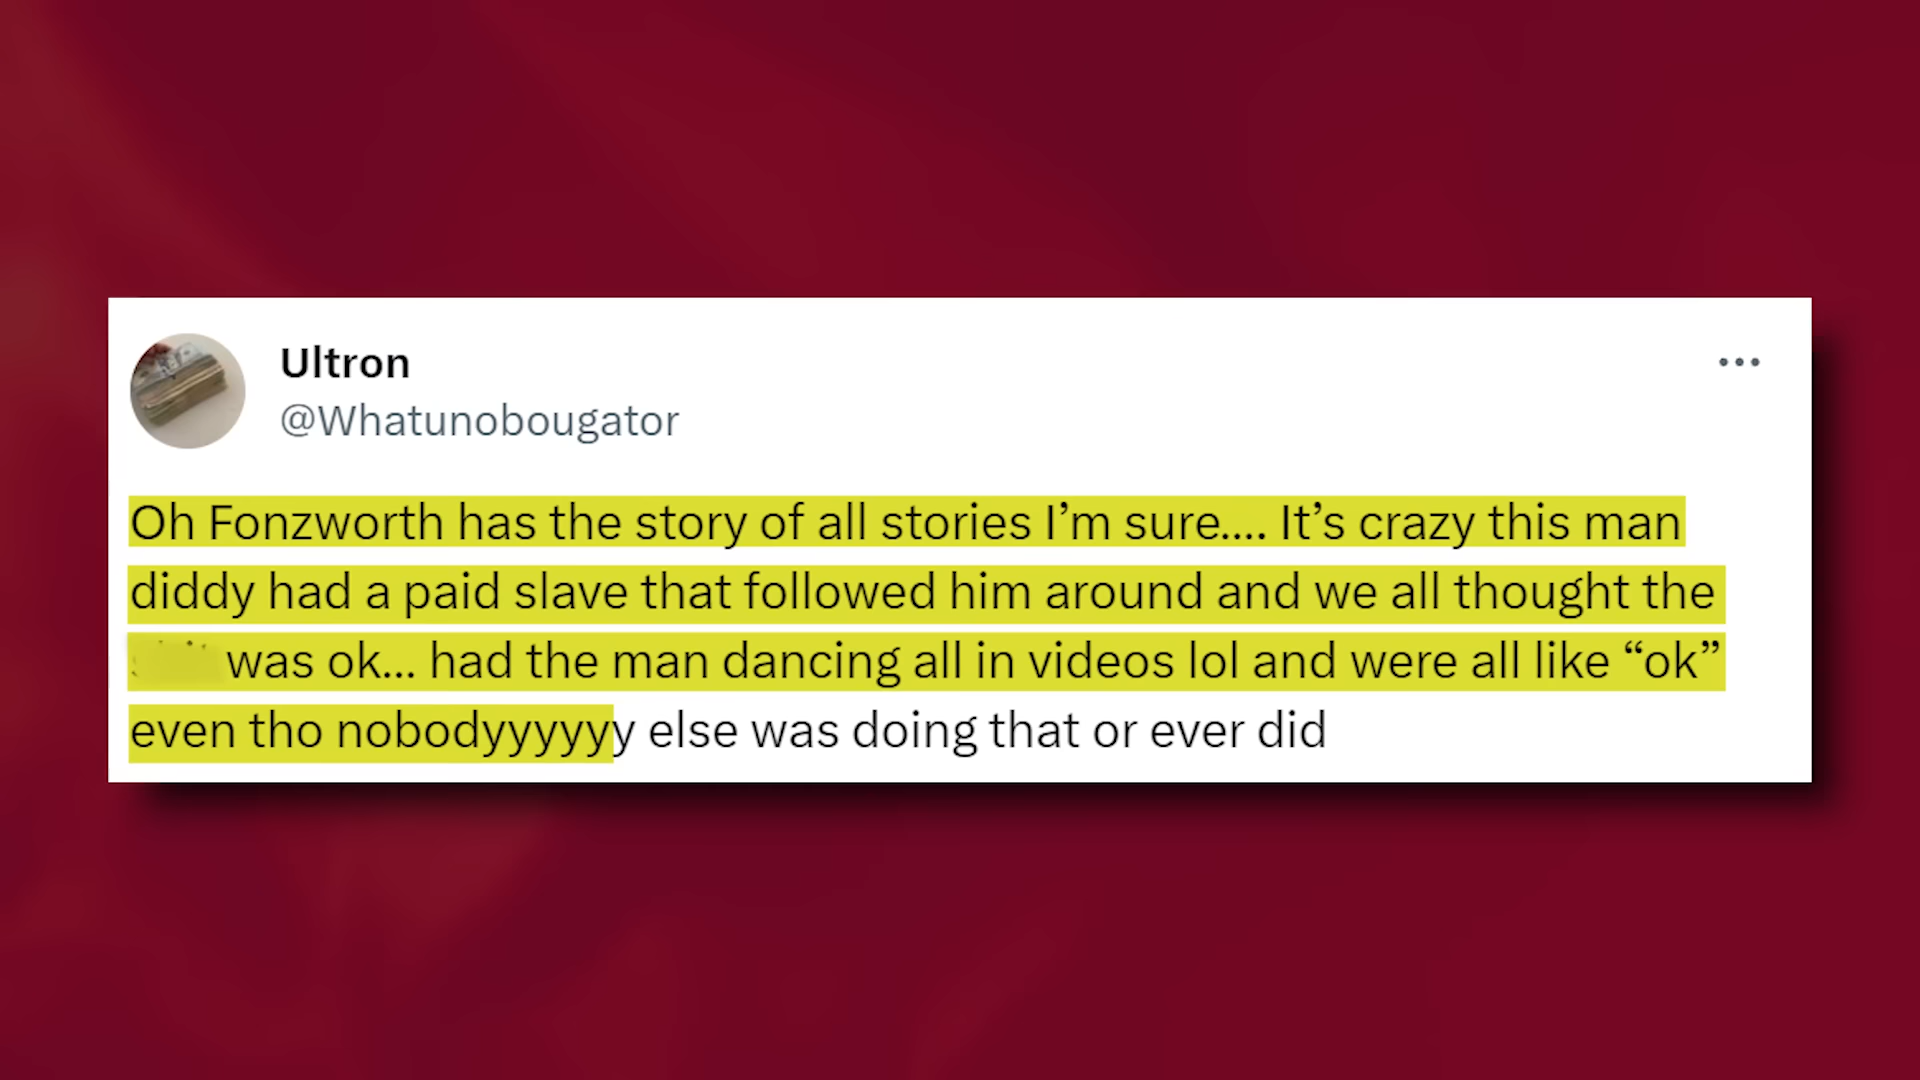 Ultron
@Whatunobougator
Oh Fonzworth has the story of all stories I’m sure.... It’s crazy this man
diddy had a paid slave that followed him around and we all thought the
was ok... had the man dancing all in videos lol and were all like “ok”
even tho nobodyyyyyy else was doing that or ever did